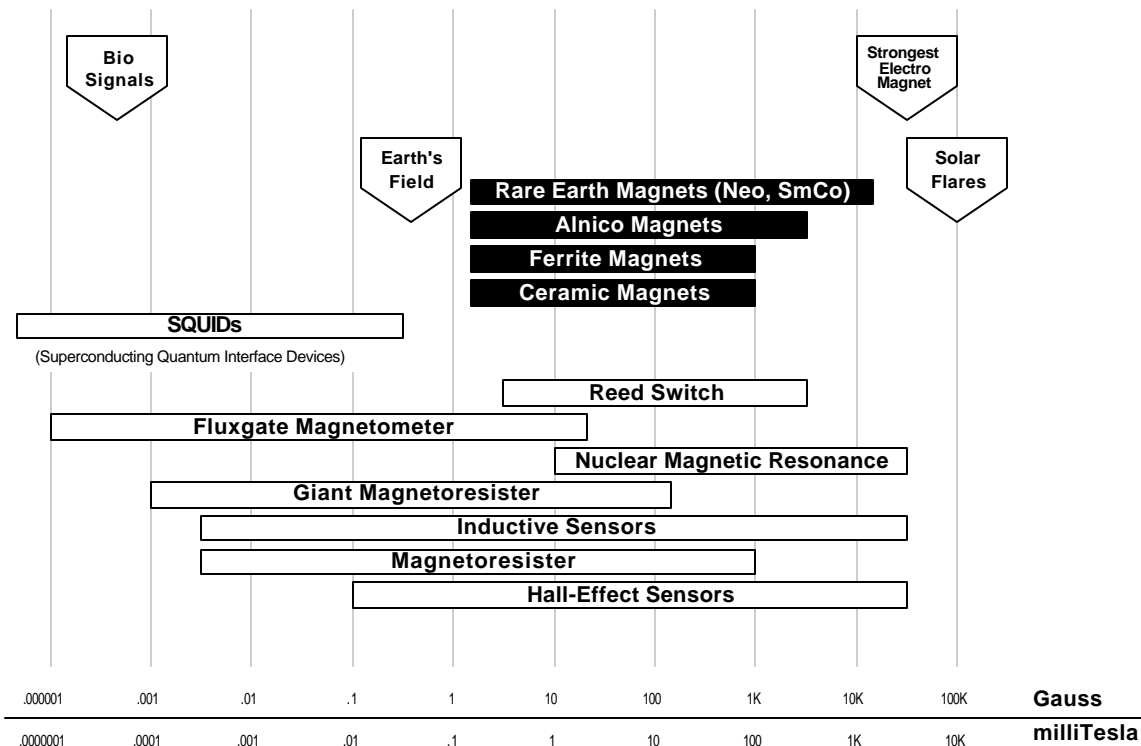 Bio
Signals
Strongest
Electro
Magnet
Earth's
Field
Solar
Flares
Rare Earth Magnets (Neo, SmCo)
Alnico Magnets
Ferrite Magnets
Ceramic Magnets
SQUIDs
(Superconducting Quantum Interface Devices)
Reed Switch
Fluxgate Magnetometer
Nuclear Magnetic Resonance
Giant Magnetoresister
Inductive Sensors
Magnetoresister
Hall-Effect Sensors
.000001 .001 .01 .1 1 10 100 1K 10K 100K Gauss
.0000001 .0001 .001 .01 .1 1 10 100 1K 10K milliTesla